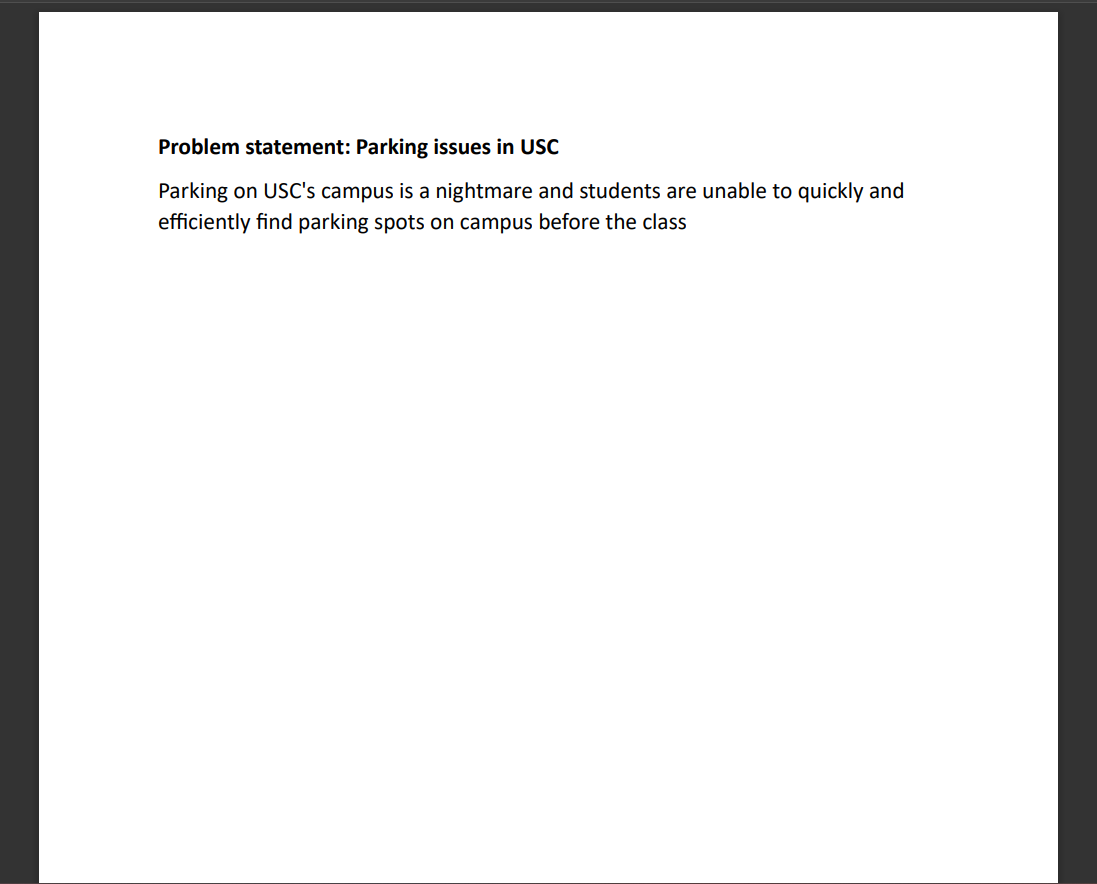 Problem statement: Parking issues in USC
Parking on USC's campus is a nightmare and students are unable to quickly and
efficiently find parking spots on campus before the class